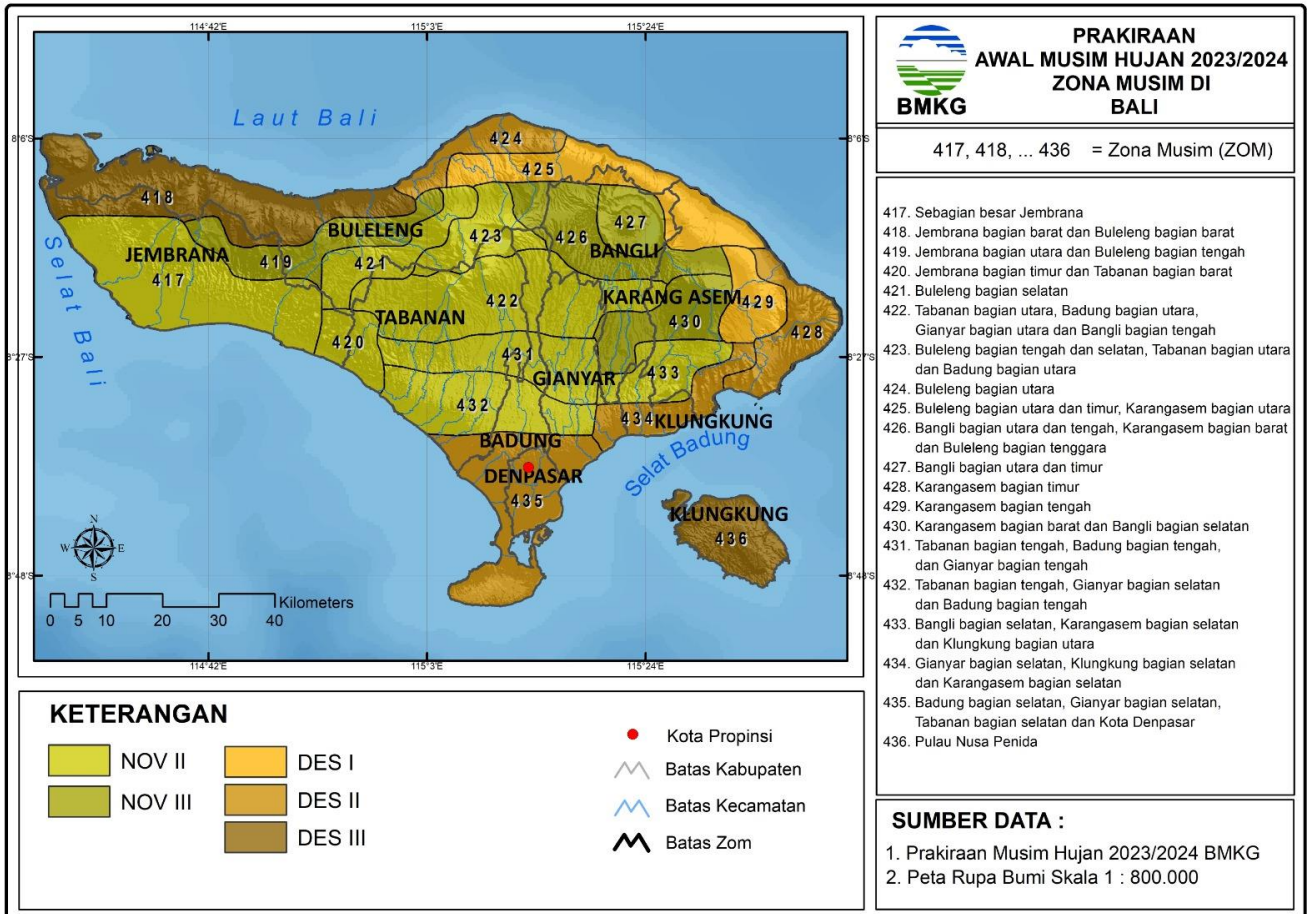 114°42'E
115°3'E
115°24'E
8°6'S
8°6'S
Laut Bali
424
425
418
BULELENG
423
426
427
BANGLI
JEMBRANA
419
421
417
Selat Bali
422
KARANG ASEM
429
430
428
TABANAN
420
431
8°27'S
8°27'S
GIANYAR
433
432
434
KLUNGKUNG
BADUNG
Selat Badung
DENPASAR
435
KLUNGKUNG
436
N
W
E
S
8°48'S
8°48'S
0 5 10 20 30 40
Kilometers
114°42'E
115°3'E
115°24'E
BMKG
PRAKIRAAN
AWAL MUSIM HUJAN 2023/2024
ZONA MUSIM DI
BALI
417, 418, ... 436 = Zona Musim (ZOM)
417. Sebagian besar Jembrana
418. Jembrana bagian barat dan Buleleng bagian barat
419. Jembrana bagian utara dan Buleleng bagian tengah
420. Jembrana bagian timur dan Tabanan bagian barat
421. Buleleng bagian selatan
422. Tabanan bagian utara, Badung bagian utara,
Gianyar bagian utara dan Bangli bagian tengah
423. Buleleng bagian tengah dan selatan, Tabanan bagian utara
dan Badung bagian utara
424. Buleleng bagian utara
425. Buleleng bagian utara dan timur, Karangasem bagian utara
426. Bangli bagian utara dan tengah, Karangasem bagian barat
dan Buleleng bagian tenggara
427. Bangli bagian utara dan timur
428. Karangasem bagian timur
429. Karangasem bagian tengah
430. Karangasem bagian barat dan Bangli bagian selatan
431. Tabanan bagian tengah, Badung bagian tengah,
dan Gianyar bagian tengah
432. Tabanan bagian tengah, Gianyar bagian selatan
dan Badung bagian tengah
433. Bangli bagian selatan, Karangasem bagian selatan
dan Klungkung bagian utara
434. Gianyar bagian selatan, Klungkung bagian selatan
dan Karangasem bagian selatan
435. Badung bagian selatan, Gianyar bagian selatan,
Tabanan bagian selatan dan Kota Denpasar
436. Pulau Nusa Penida
KETERANGAN
NOV II
NOV III
DES I
DES II
DES III
Kota Propinsi
Batas Kabupaten
Batas Kecamatan
Batas Zom
SUMBER DATA :
1. Prakiraan Musim Hujan 2023/2024 BMKG
2. Peta Rupa Bumi Skala 1 : 800.000